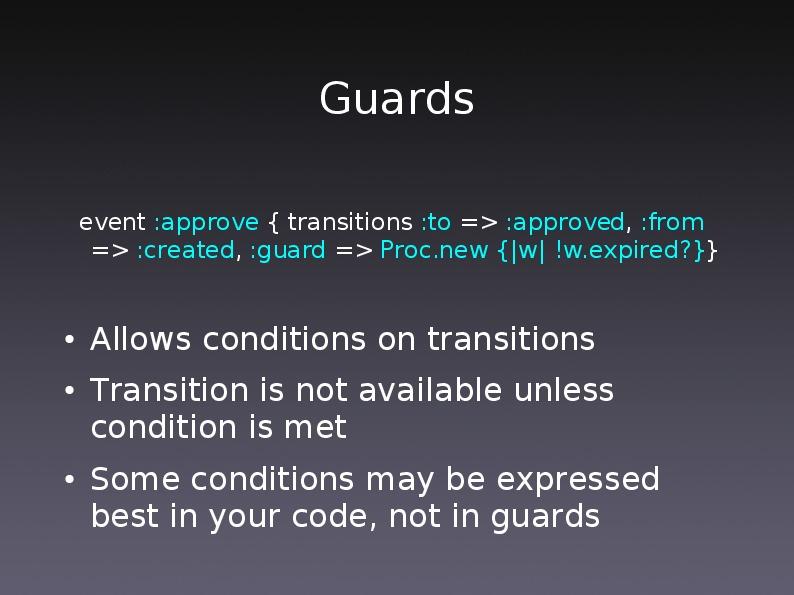 Guards
event :approve { transitions :to => :approved, :from
=> :created, :guard => Proc.new {|w| !w.expired?}}
• Allows conditions on transitions
• Transition is not available unless
condition is met
• Some conditions may be expressed
best in your code, not in guards